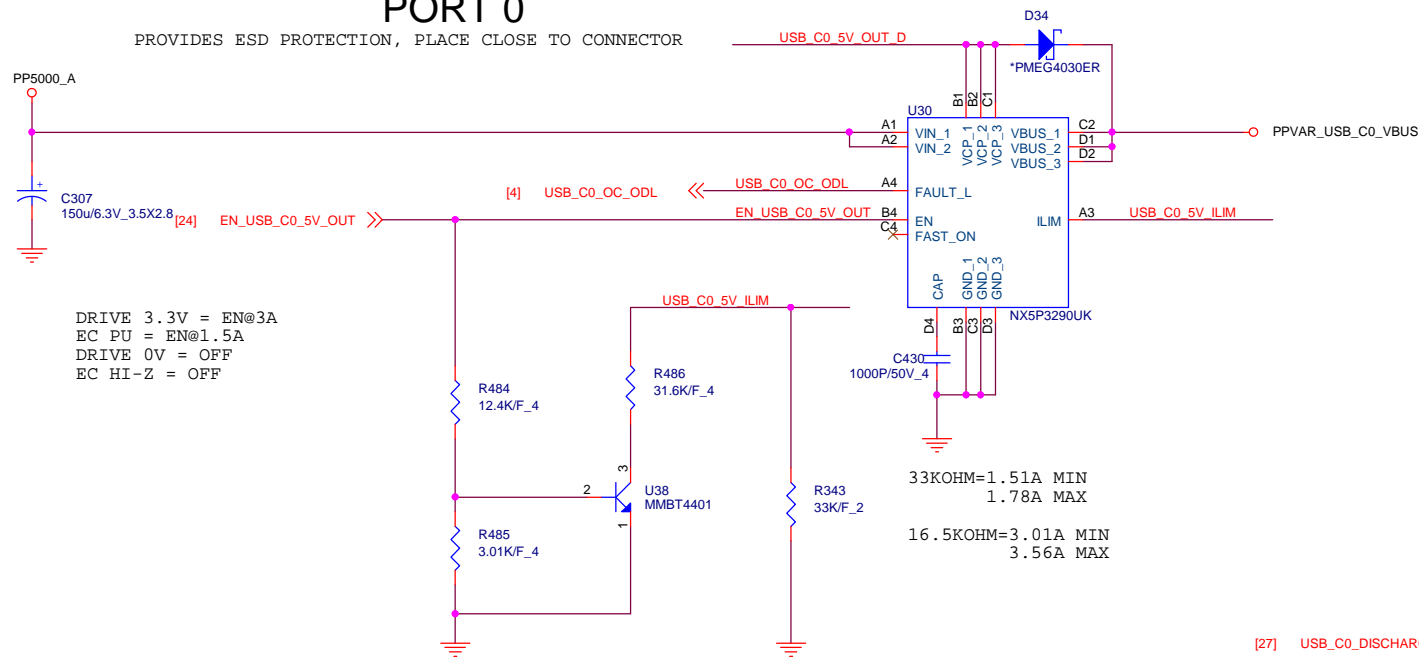 PORT 0
PROVIDES ESD PROTECTION, PLACE CLOSE TO CONNECTOR
USB_C0_5V_OUT_D
D34
*PMEG4030ER
PP5000_A
U30
B1
B2
C1
A1
A2
VIN_1
VIN_2
VCP_1
VCP_2
VCP_3
VBUS_1
VBUS_2
VBUS_3
C2
D1
D2
PPVAR_USB_C0_VBUS
C307
150u/6.3V_3.5X2.8
[4] USB_C0_OC_ODL
USB_C0_OC_ODL
A4
FAULT_L
[24] EN_USB_C0_5V_OUT
EN_USB_C0_5V_OUT
B4
EN
C4
FAST_ON
ILIM
A3
USB_C0_5V_ILIM
CAP
GND_1
GND_2
GND_3
D4
B3
C3
D3
NX5P3290UK
C430
1000P/50V_4
DRIVE 3.3V = EN@3A
EC PU = EN@1.5A
DRIVE 0V = OFF
EC HI-Z = OFF
USB_C0_5V_ILIM
R484
12.4K/F_4
R486
31.6K/F_4
2
3
1
U38
MMBT4401
R343
33K/F_2
R485
3.01K/F_4
33KOHM=1.51A MIN
1.78A MAX
16.5KOHM=3.01A MIN
3.56A MAX
[27] USB_C0_DISCHAR